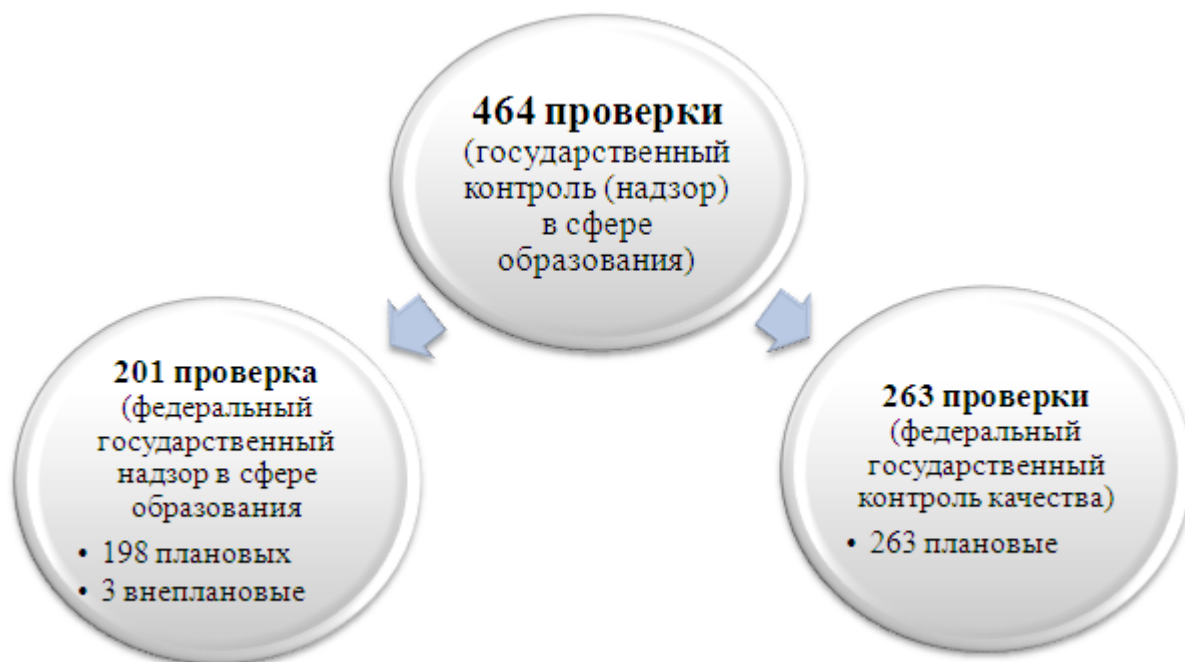 464 проверки
(государственный
контроль (надзор)
в сфере
образования)
201 проверка
(федеральный
государственный
надзор в сфере
образования
• 198 плановых
• 3 внеплановые
263 проверки
(федеральный
государственный
контроль качества)
• 263 плановые